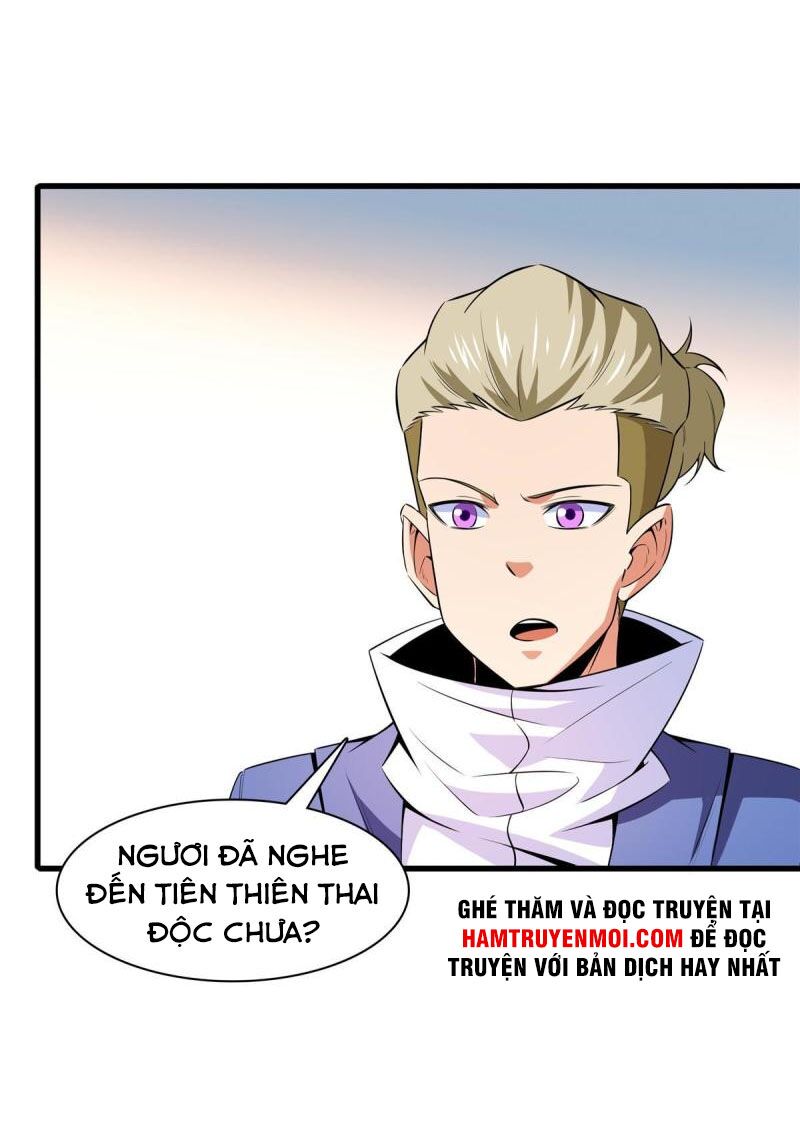 NGƯƠI ĐÃ NGHE
ĐẾN TIÊN THIÊN THAI
ĐỘC CHƯA?
GHÉ THĂM VÀ ĐỌC TRUYỆN TẠI
HAMTRUYENMOI.COM ĐỂ ĐỌC
TRUYỆN VỚI BẢN DỊCH HAY NHẤT